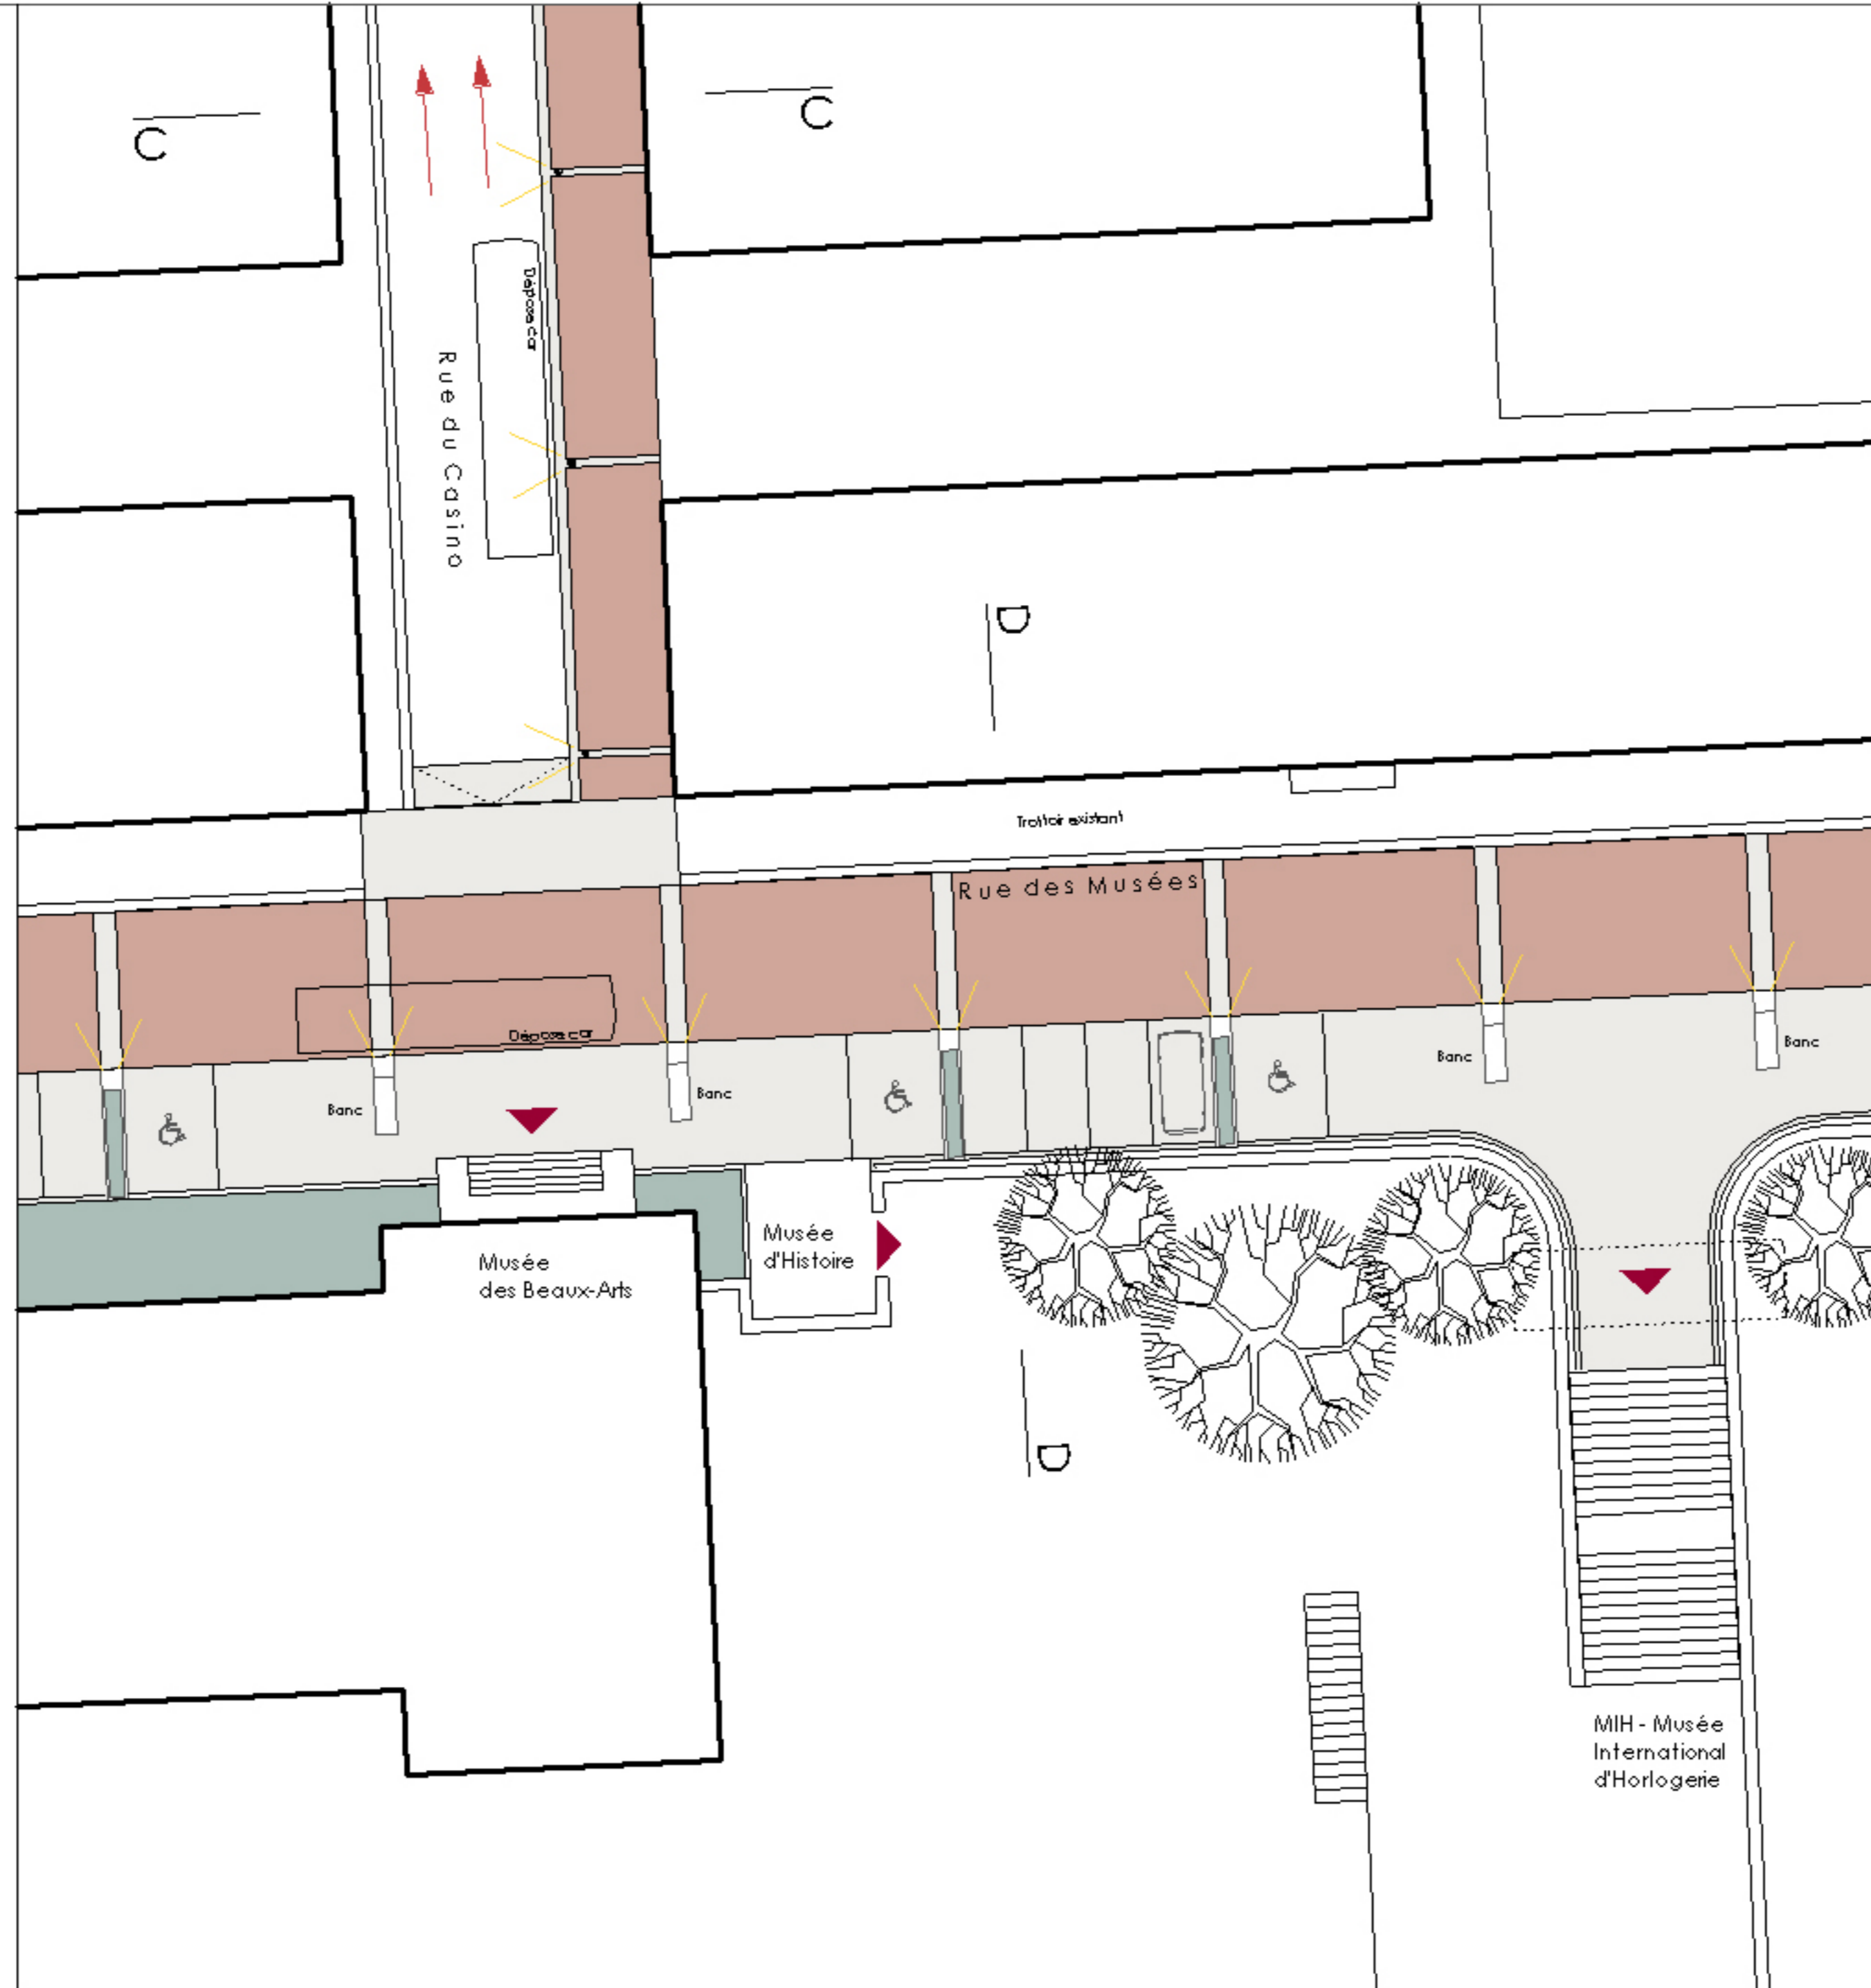 C
C
Dépose car
Rue du Casino
D
Trottoir existant
Rue des Musées
Dépose car
Banc
Banc
Banc
Banc
Musée
des Beaux-Arts
Musée
d'Histoire
D
MIH - Musée
International
d'Horlogerie